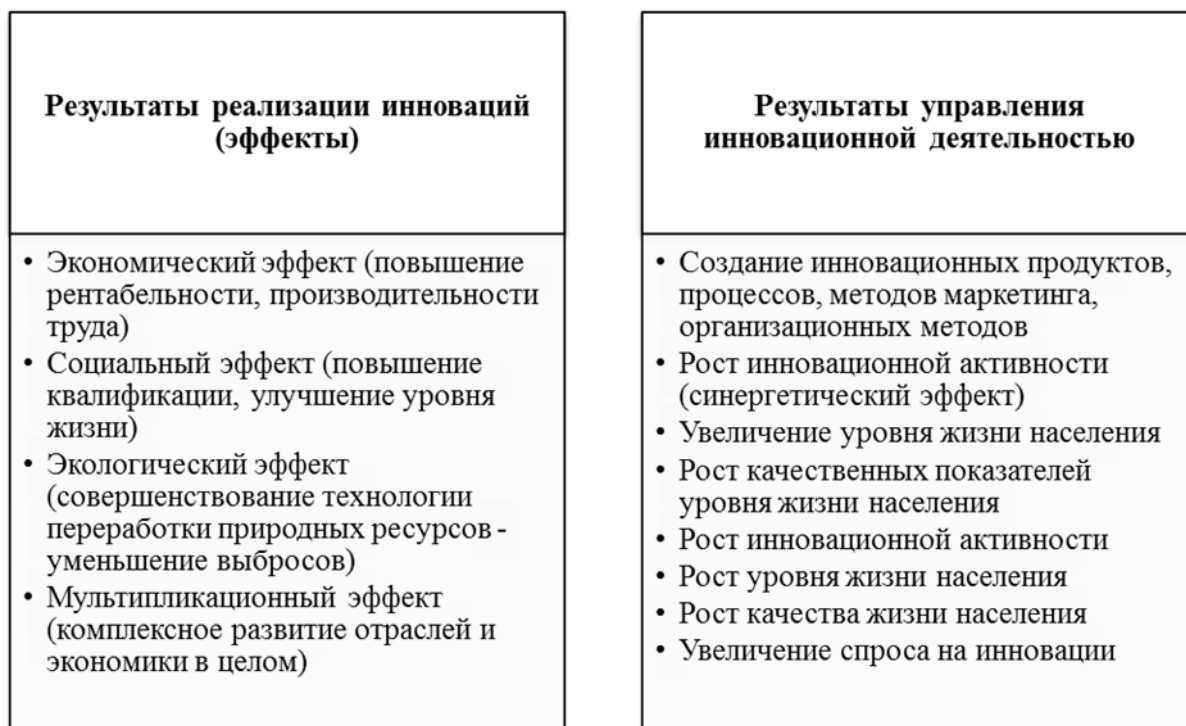 Результаты реализации инноваций
(эффекты)
• Экономический эффект (повышение
рентабельности, производительности
труда)
• Социальный эффект (повышение
квалификации, улучшение уровня
жизни)
• Экологический эффект
(совершенствование технологии
переработки природных ресурсов -
уменьшение выбросов)
• Мультипликационный эффект
(комплексное развитие отраслей и
экономики в целом)
Результаты управления
инновационной деятельностью
• Создание инновационных продуктов,
процессов, методов маркетинга,
организационных методов
• Рост инновационной активности
(синергетический эффект)
• Увеличение уровня жизни населения
• Рост качественных показателей
уровня жизни населения
• Рост инновационной активности
• Рост уровня жизни населения
• Рост качества жизни населения
• Увеличение спроса на инновации